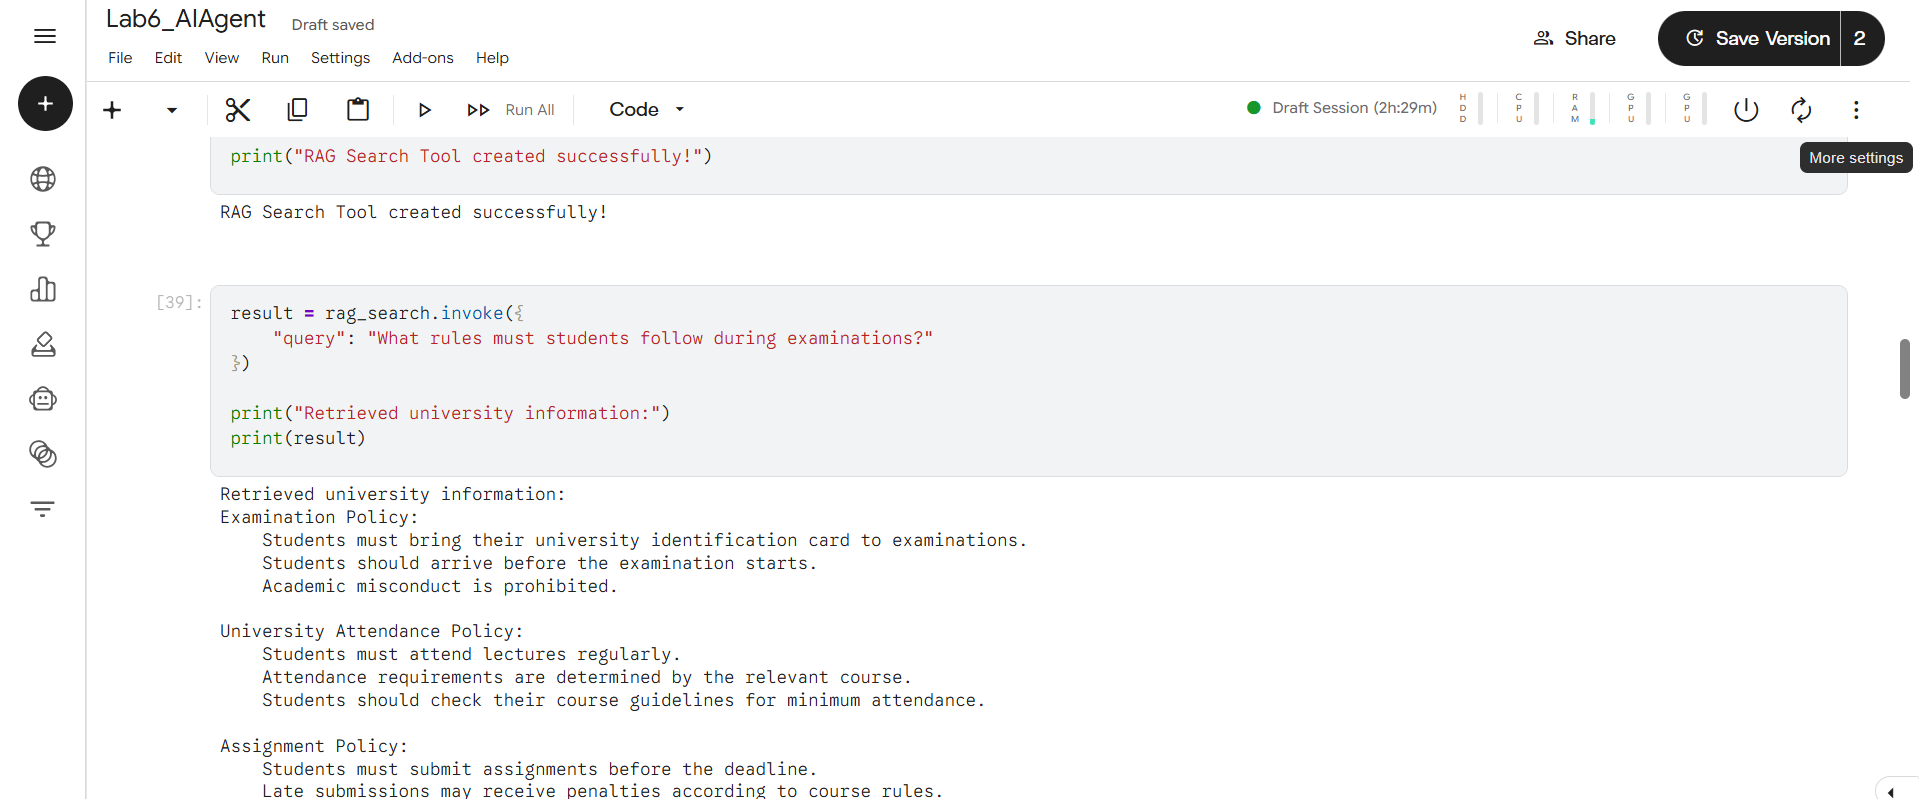 Lab6_AIAgent
Draft saved
File Edit View Run Settings Add-ons Help
Share
Save Version 2
Run All
Code
Draft Session (2h:29m)
HDD
CPU
RAM
GPU
GPU
More settings
print("RAG Search Tool created successfully!")
RAG Search Tool created successfully!
[39]:
result = rag_search.invoke({
    "query": "What rules must students follow during examinations?"
})
print("Retrieved university information:")
print(result)
Retrieved university information:
Examination Policy:
    Students must bring their university identification card to examinations.
    Students should arrive before the examination starts.
    Academic misconduct is prohibited.
University Attendance Policy:
    Students must attend lectures regularly.
    Attendance requirements are determined by the relevant course.
    Students should check their course guidelines for minimum attendance.
Assignment Policy:
    Students must submit assignments before the deadline.
    Late submissions may receive penalties according to course rules.